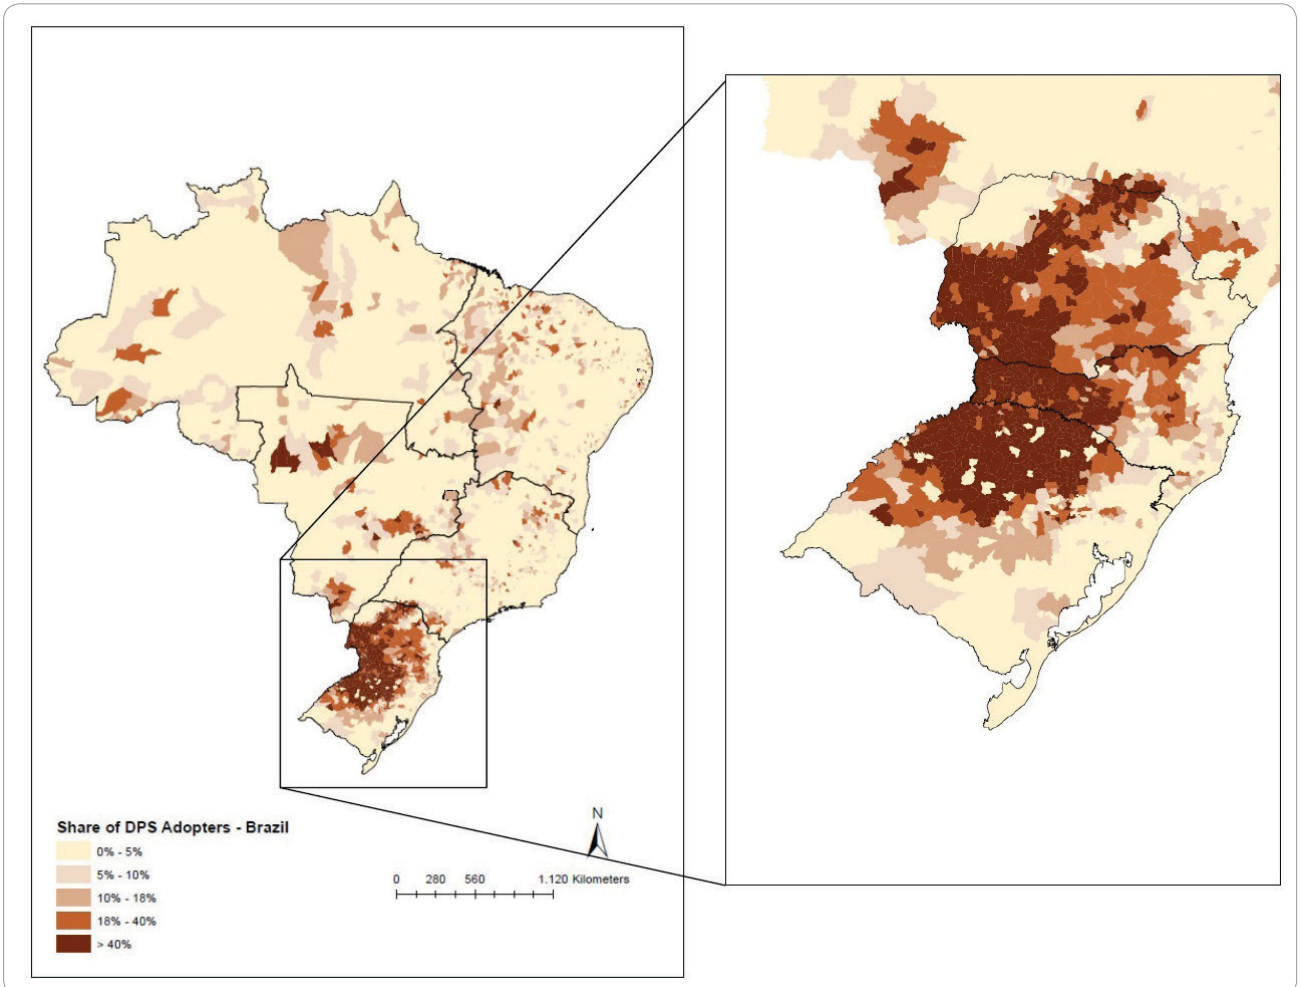 Share of DPS Adopters - Brazil
0% - 5%
5% - 10%
10% - 18%
18% - 40%
> 40%
N
0 280 560 1.120 Kilometers